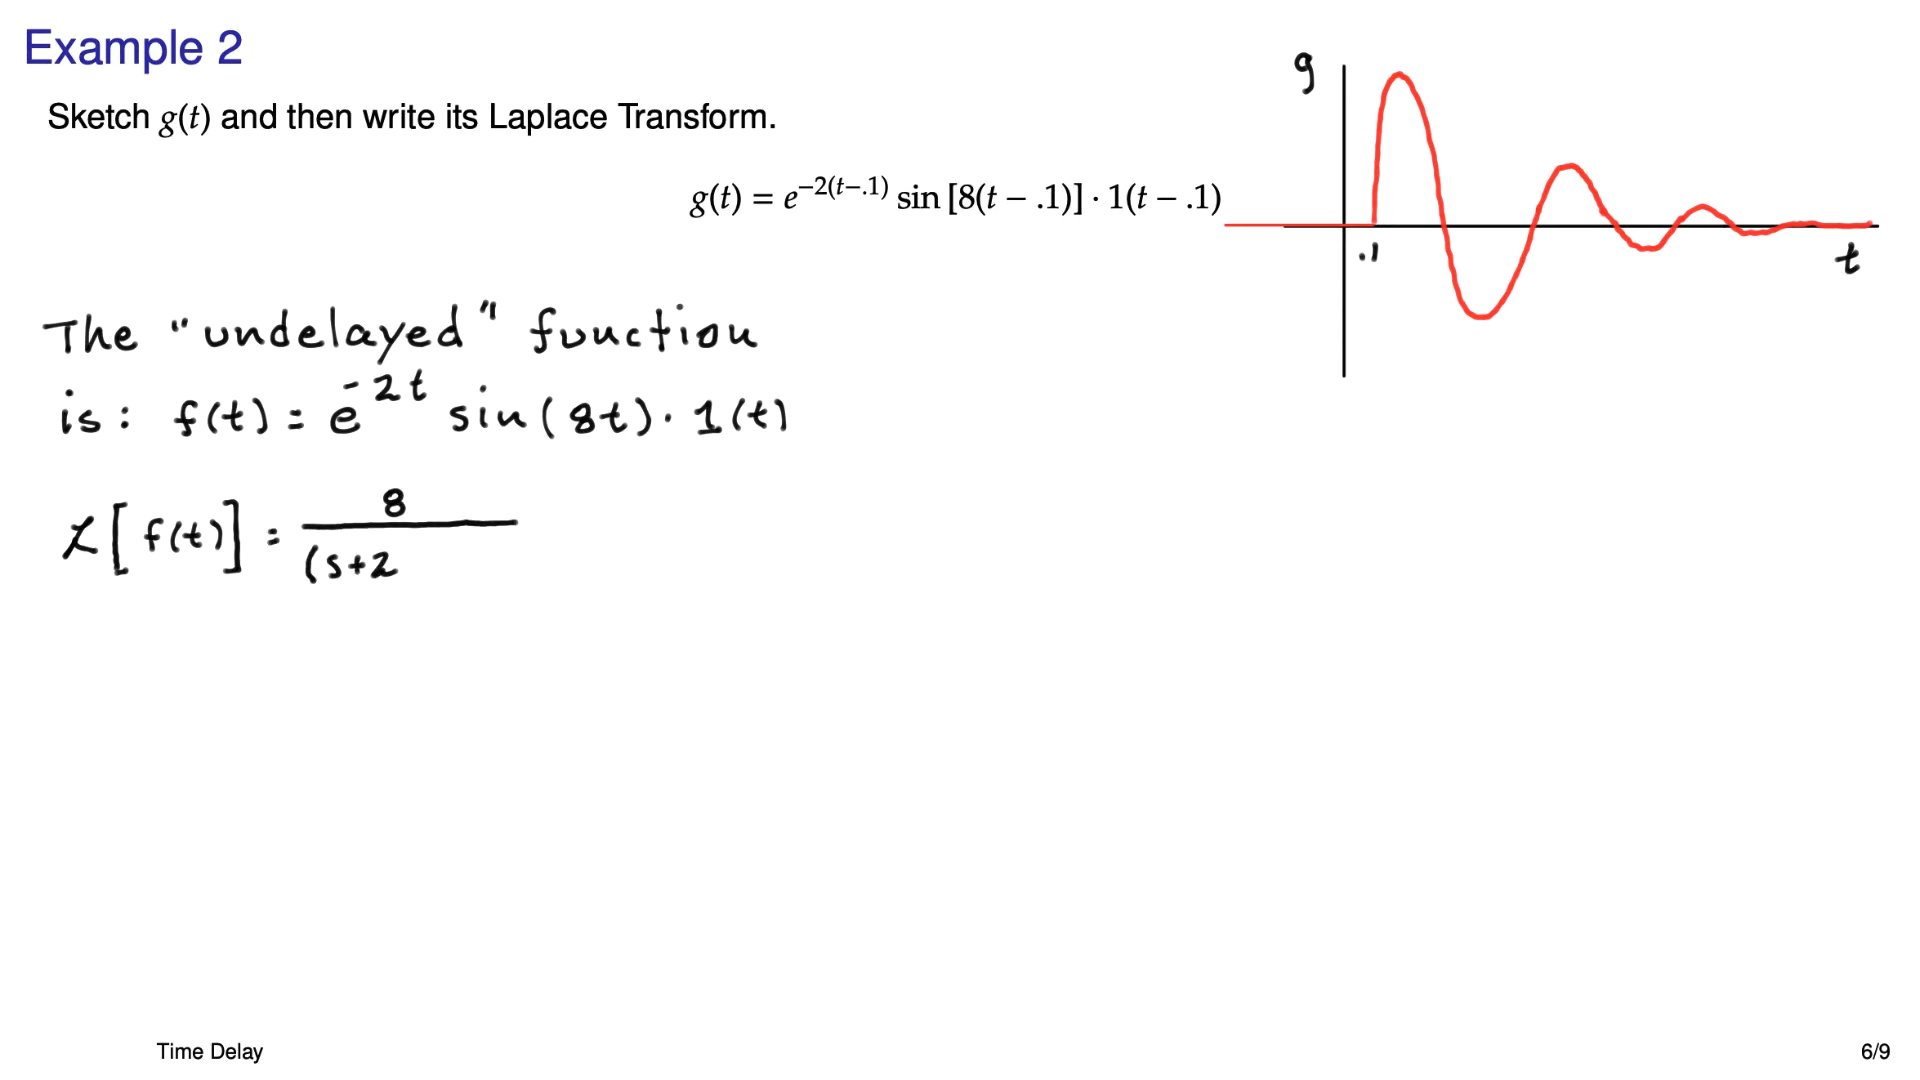 Example 2
Sketch g(t) and then write its Laplace Transform.
g(t) = e^{−2(t−.1)} sin [8(t − .1)] · 1(t − .1)
g
.1
t
The "undelayed" function
is: f(t) = e^{-2t} sin(8t) · 1(t)
ℒ[f(t)] = 8
(s+2
Time Delay
6/9